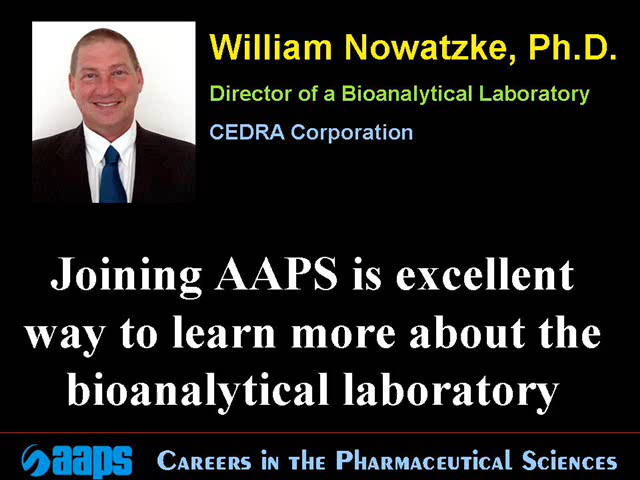 William Nowatzke, Ph.D.
Director of a Bioanalytical Laboratory
CEDRA Corporation
Joining AAPS is excellent
way to learn more about the
bioanalytical laboratory
aaps CAREERS IN THE PHARMACEUTICAL SCIENCES